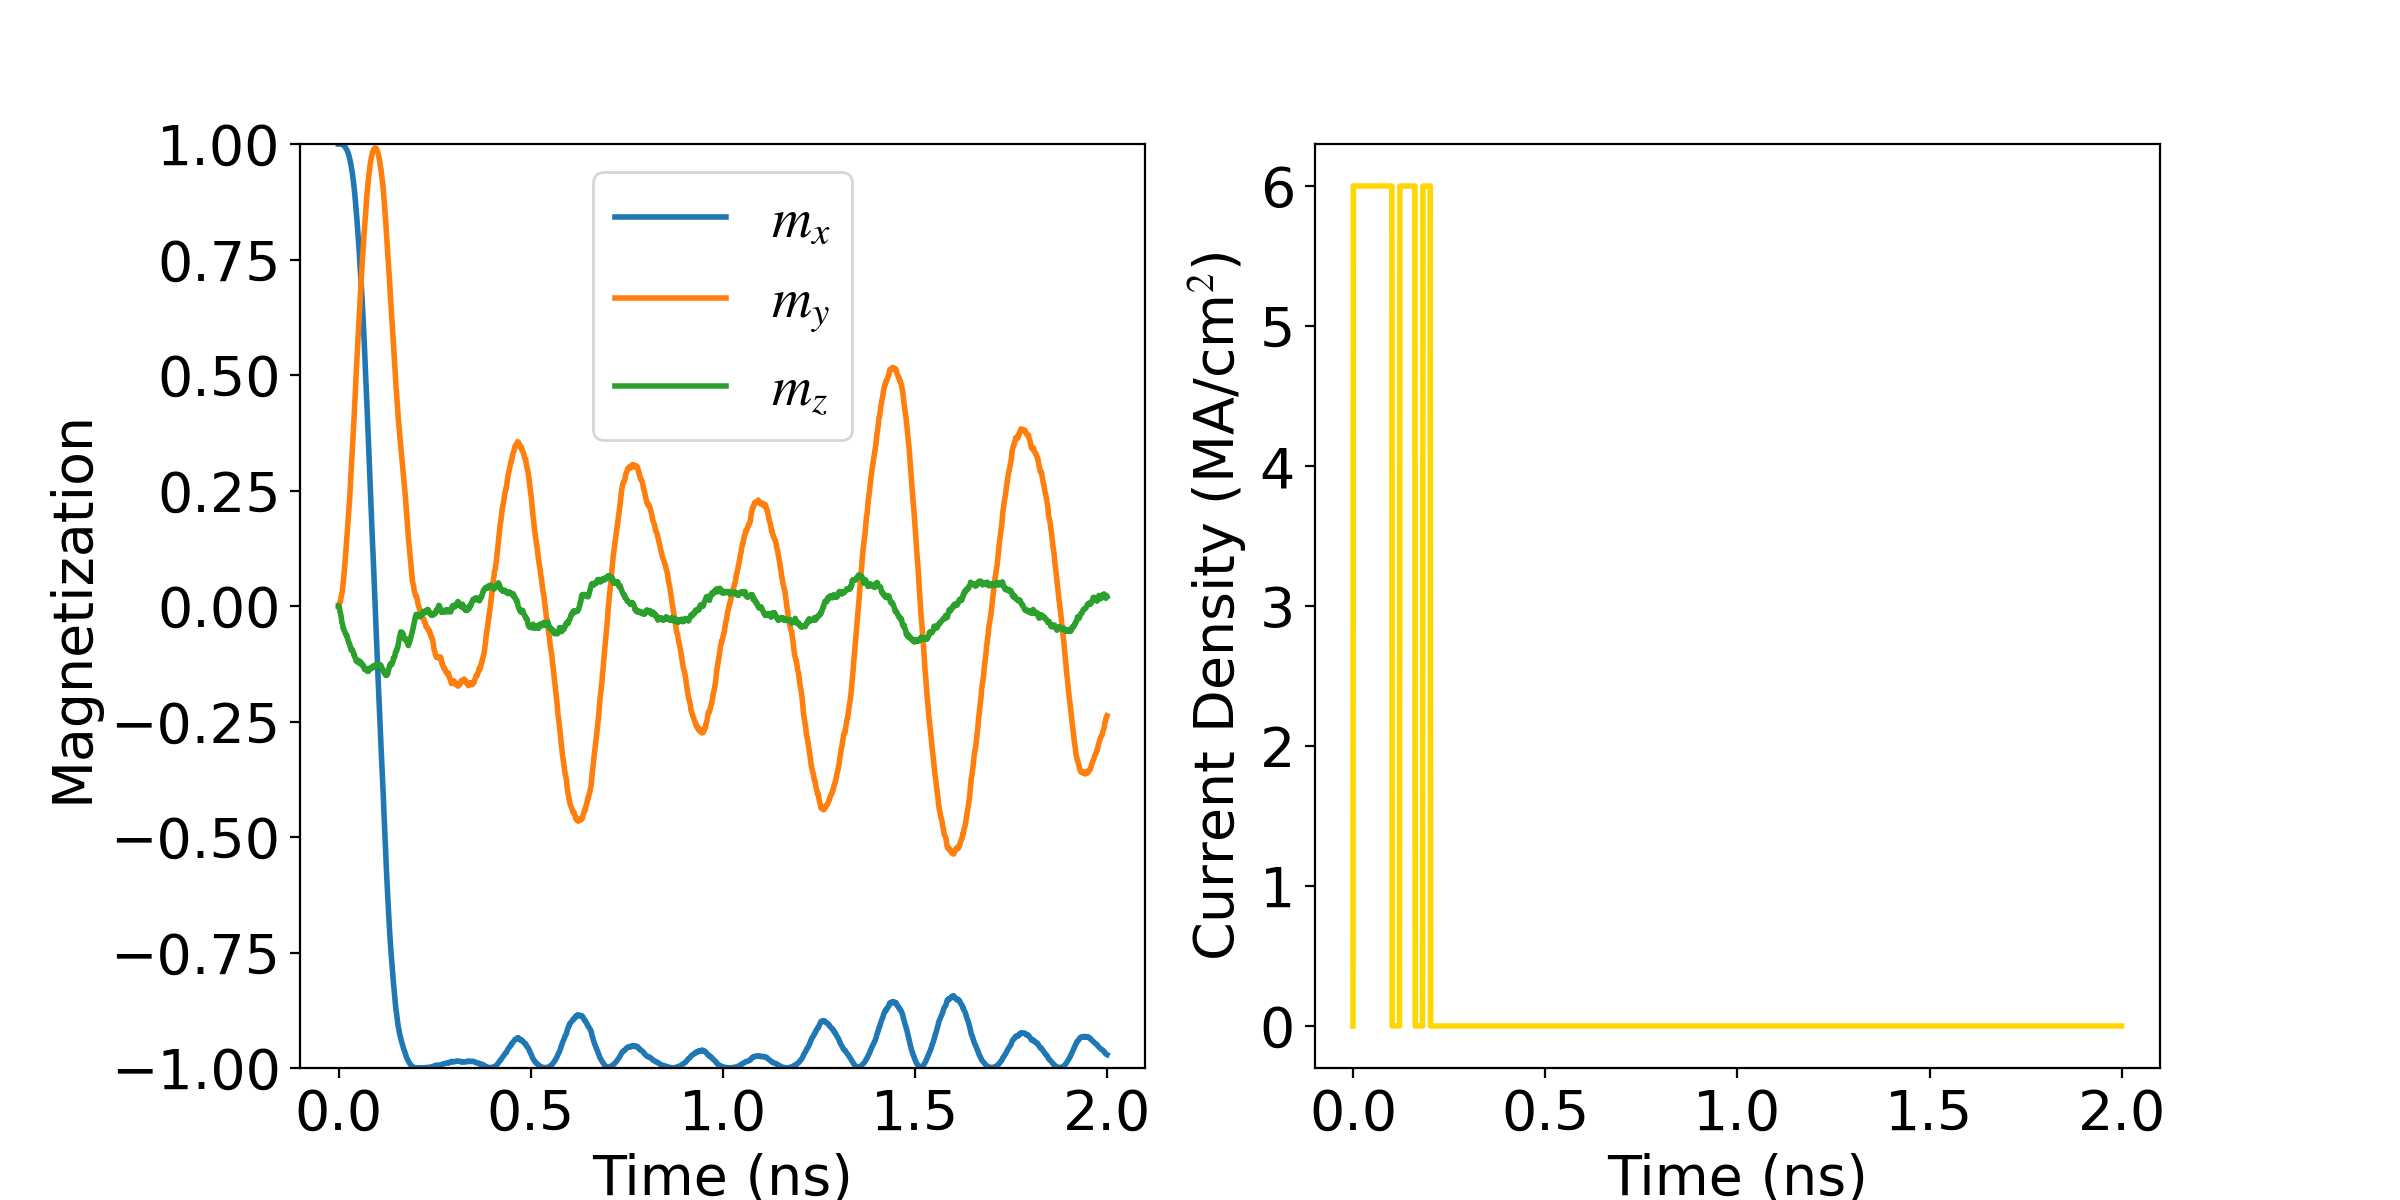 Magnetization
1.00
0.75
0.50
0.25
0.00
−0.25
−0.50
−0.75
−1.00
0.0 0.5 1.0 1.5 2.0
Time (ns)
m_x
m_y
m_z
Current Density (MA/cm²)
6
5
4
3
2
1
0
0.0 0.5 1.0 1.5 2.0
Time (ns)